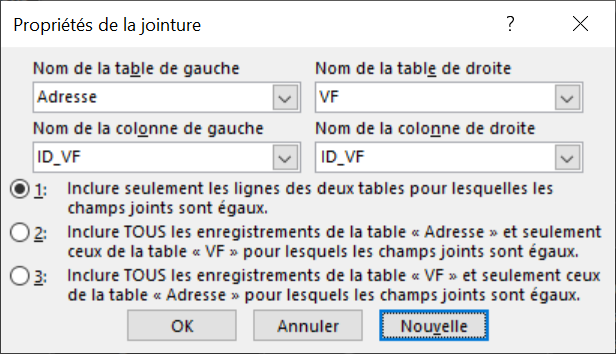 Propriétés de la jointure
?
Nom de la table de gauche
Nom de la table de droite
Adresse
VF
Nom de la colonne de gauche
Nom de la colonne de droite
ID_VF
ID_VF
1:
Inclure seulement les lignes des deux tables pour lesquelles les
champs joints sont égaux.
2:
Inclure TOUS les enregistrements de la table « Adresse » et seulement
ceux de la table « VF » pour lesquels les champs joints sont égaux.
3:
Inclure TOUS les enregistrements de la table « VF » et seulement ceux
de la table « Adresse » pour lesquels les champs joints sont égaux.
OK
Annuler
Nouvelle